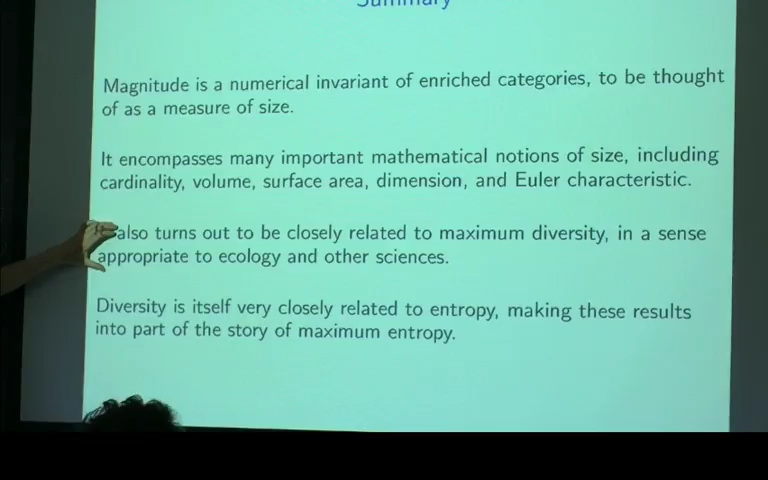 Summary
Magnitude is a numerical invariant of enriched categories, to be thought
of as a measure of size.
It encompasses many important mathematical notions of size, including
cardinality, volume, surface area, dimension, and Euler characteristic.
also turns out to be closely related to maximum diversity, in a sense
appropriate to ecology and other sciences.
Diversity is itself very closely related to entropy, making these results
into part of the story of maximum entropy.